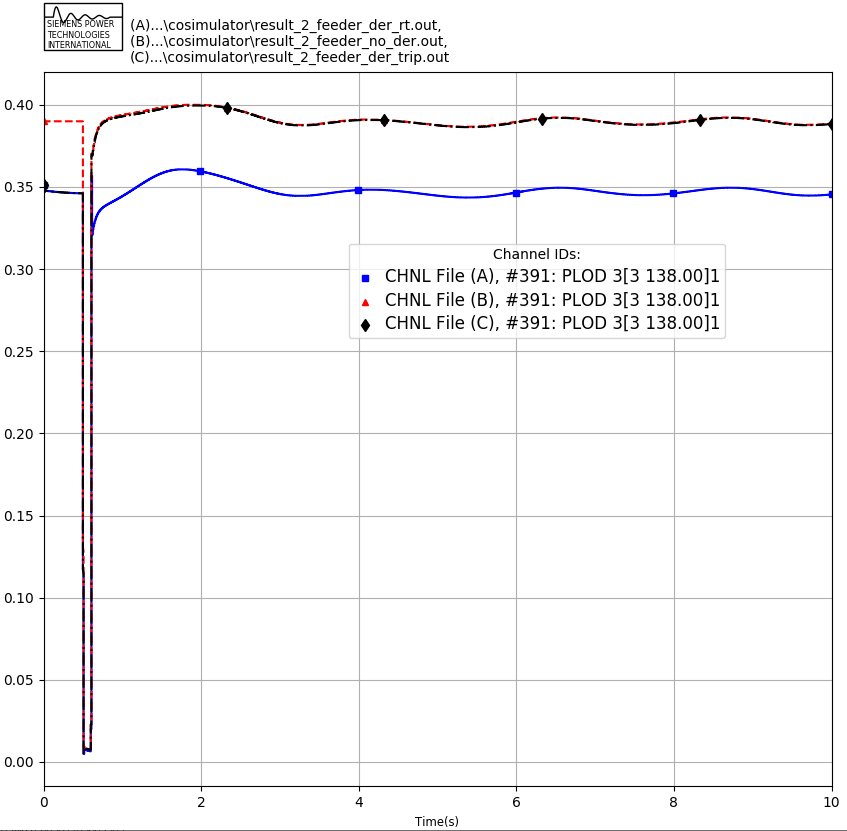 SIEMENS POWER
TECHNOLOGIES
INTERNATIONAL
(A)...\cosimulator\result_2_feeder_der_rt.out,
(B)...\cosimulator\result_2_feeder_no_der.out,
(C)...\cosimulator\result_2_feeder_der_trip.out
0.40
0.35
0.30
0.25
0.20
0.15
0.10
0.05
0.00
Channel IDs:
CHNL File (A), #391: PLOD 3[3 138.00]1
CHNL File (B), #391: PLOD 3[3 138.00]1
CHNL File (C), #391: PLOD 3[3 138.00]1
0 2 4 6 8 10
Time(s)